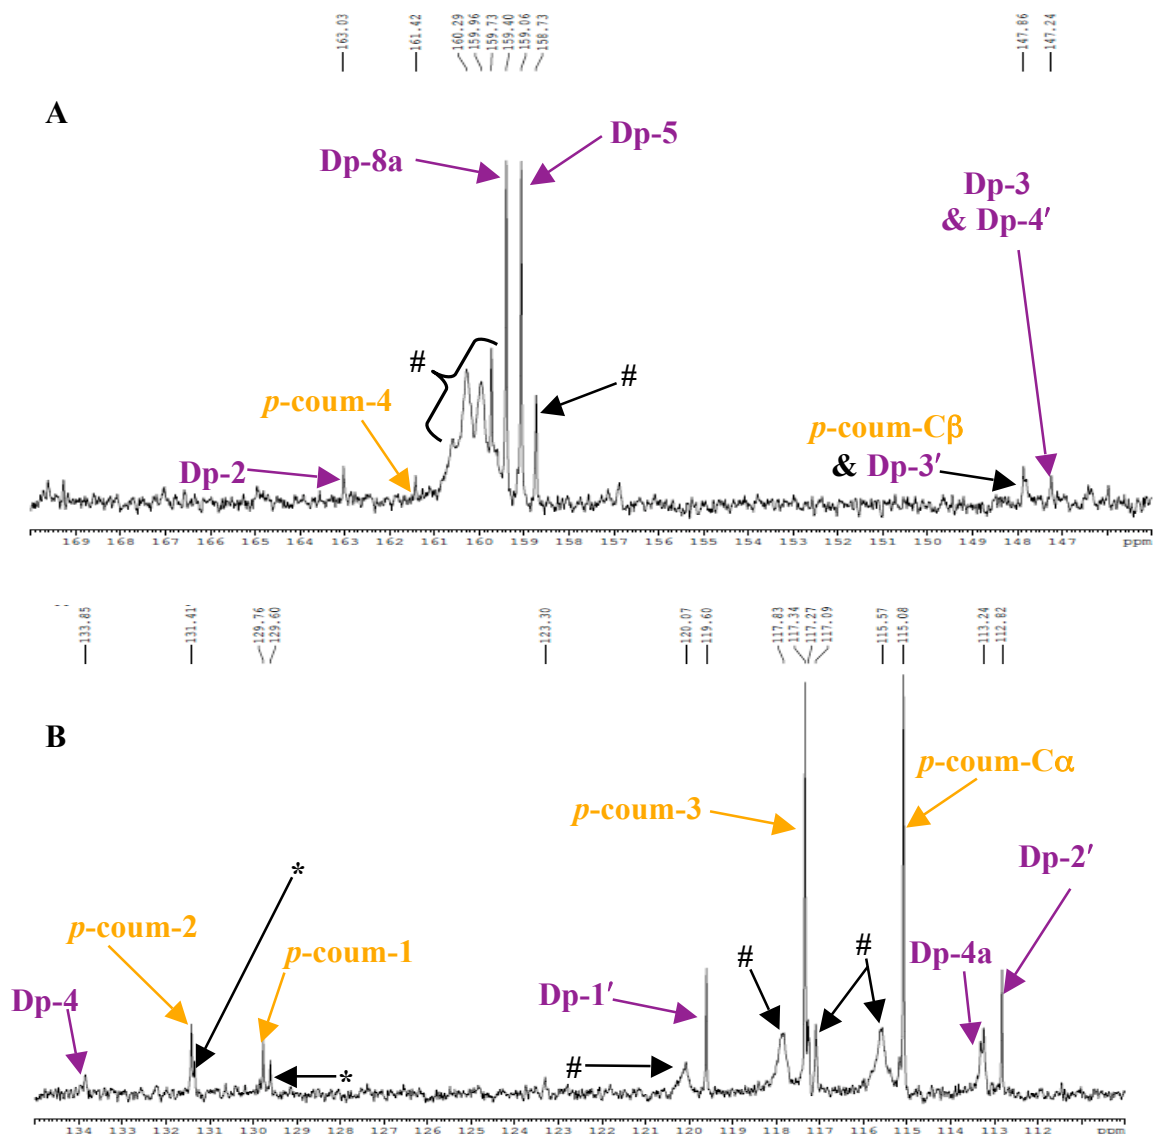 163.03 161.42 160.29 159.96 159.73 159.40 159.06 158.73 147.86 147.24
A
Dp-8a
Dp-5
Dp-3
& Dp-4′
#
#
p-coum-4
p-coum-Cβ
& Dp-3′
Dp-2
169 168 167 166 165 164 163 162 161 160 159 158 157 156 155 154 153 152 151 150 149 148 147 ppm
133.85 131.41 129.76 129.60 123.30 120.07 119.60 117.83 117.34 117.27 117.09 115.57 115.08 113.24 112.82
B
p-coum-Cα
p-coum-3
Dp-2′
*
p-coum-2
p-coum-1
#
#
Dp-4a
Dp-4
Dp-1′
#
*
134 133 132 131 130 129 128 127 126 125 124 123 122 121 120 119 118 117 116 115 114 113 112 ppm